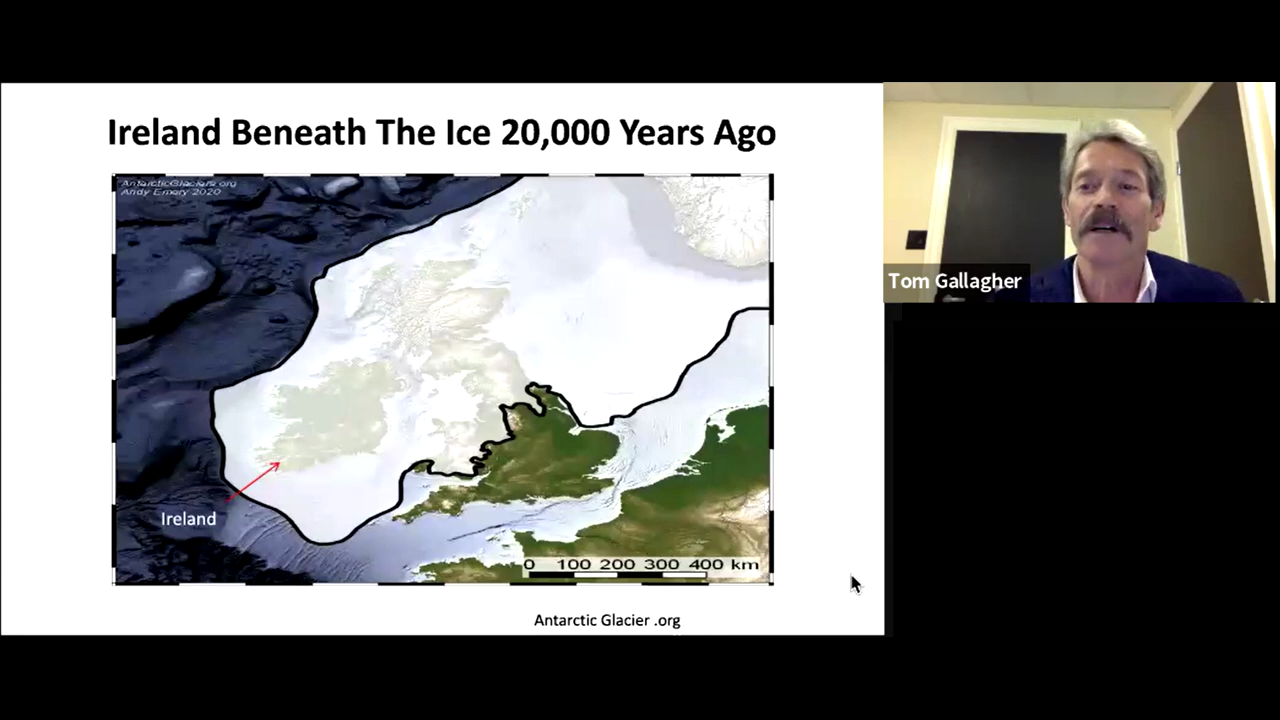 Ireland Beneath The Ice 20,000 Years Ago
AntarcticGlaciers.org
Andy Emery 2020
Tom Gallagher
Ireland
0 100 200 300 400 km
Antarctic Glacier .org